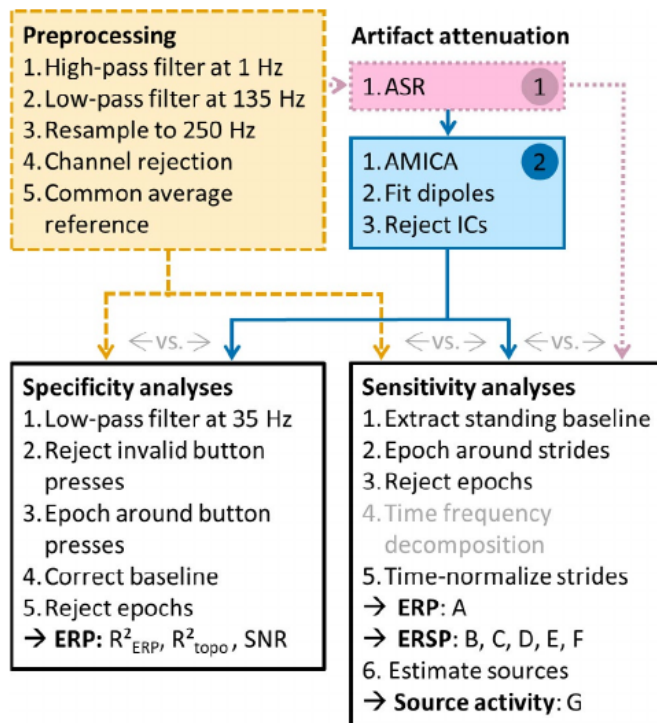 Preprocessing
1. High-pass filter at 1 Hz
2. Low-pass filter at 135 Hz
3. Resample to 250 Hz
4. Channel rejection
5. Common average
reference
Artifact attenuation
1. ASR
1
1. AMICA
2. Fit dipoles
3. Reject ICs
2
<-vs.->
<-vs.->
<-vs.->
Specificity analyses
1. Low-pass filter at 35 Hz
2. Reject invalid button
presses
3. Epoch around button
presses
4. Correct baseline
5. Reject epochs
→ ERP: R²ERP, R²topo, SNR
Sensitivity analyses
1. Extract standing baseline
2. Epoch around strides
3. Reject epochs
4. Time frequency
decomposition
5. Time-normalize strides
→ ERP: A
→ ERSP: B, C, D, E, F
6. Estimate sources
→ Source activity: G